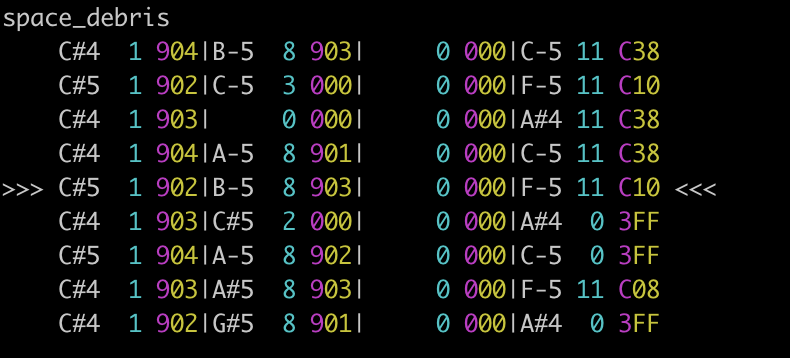 space_debris
C#4 1 904|B-5 8 903| 0 000|C-5 11 C38
C#5 1 902|C-5 3 000| 0 000|F-5 11 C10
C#4 1 903| 0 000| 0 000|A#4 11 C38
C#4 1 904|A-5 8 901| 0 000|C-5 11 C38
>>> C#5 1 902|B-5 8 903| 0 000|F-5 11 C10 <<<
C#4 1 903|C#5 2 000| 0 000|A#4 0 3FF
C#5 1 904|A-5 8 902| 0 000|C-5 0 3FF
C#4 1 903|A#5 8 903| 0 000|F-5 11 C08
C#4 1 902|G#5 8 901| 0 000|A#4 0 3FF